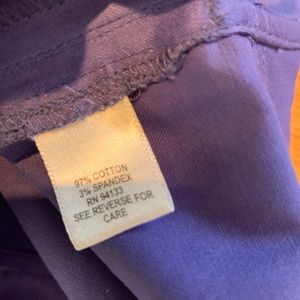 97% COTTON
3% SPANDEX
RN 94133
SEE REVERSE FOR
CARE